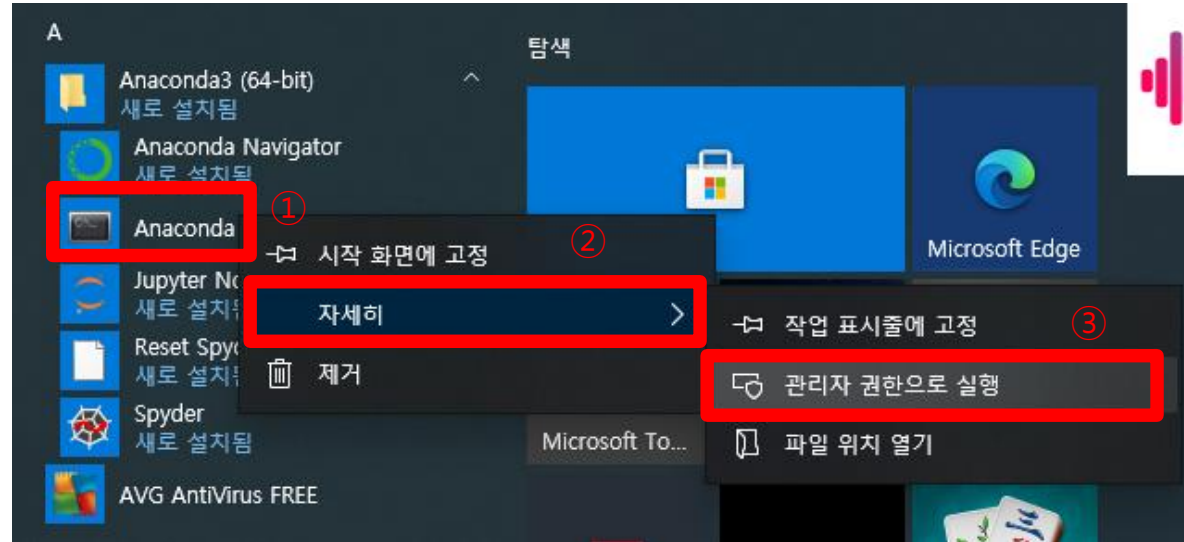 A
탐색
Anaconda3 (64-bit)
새로 설치됨
Anaconda Navigator
새로 설치됨
Anaconda
①
시작 화면에 고정
②
Microsoft Edge
Jupyter No
새로 설치
자세히
작업 표시줄에 고정
③
Reset Spy
새로 설치
제거
관리자 권한으로 실행
Spyder
새로 설치됨
Microsoft To...
파일 위치 열기
AVG AntiVirus FREE